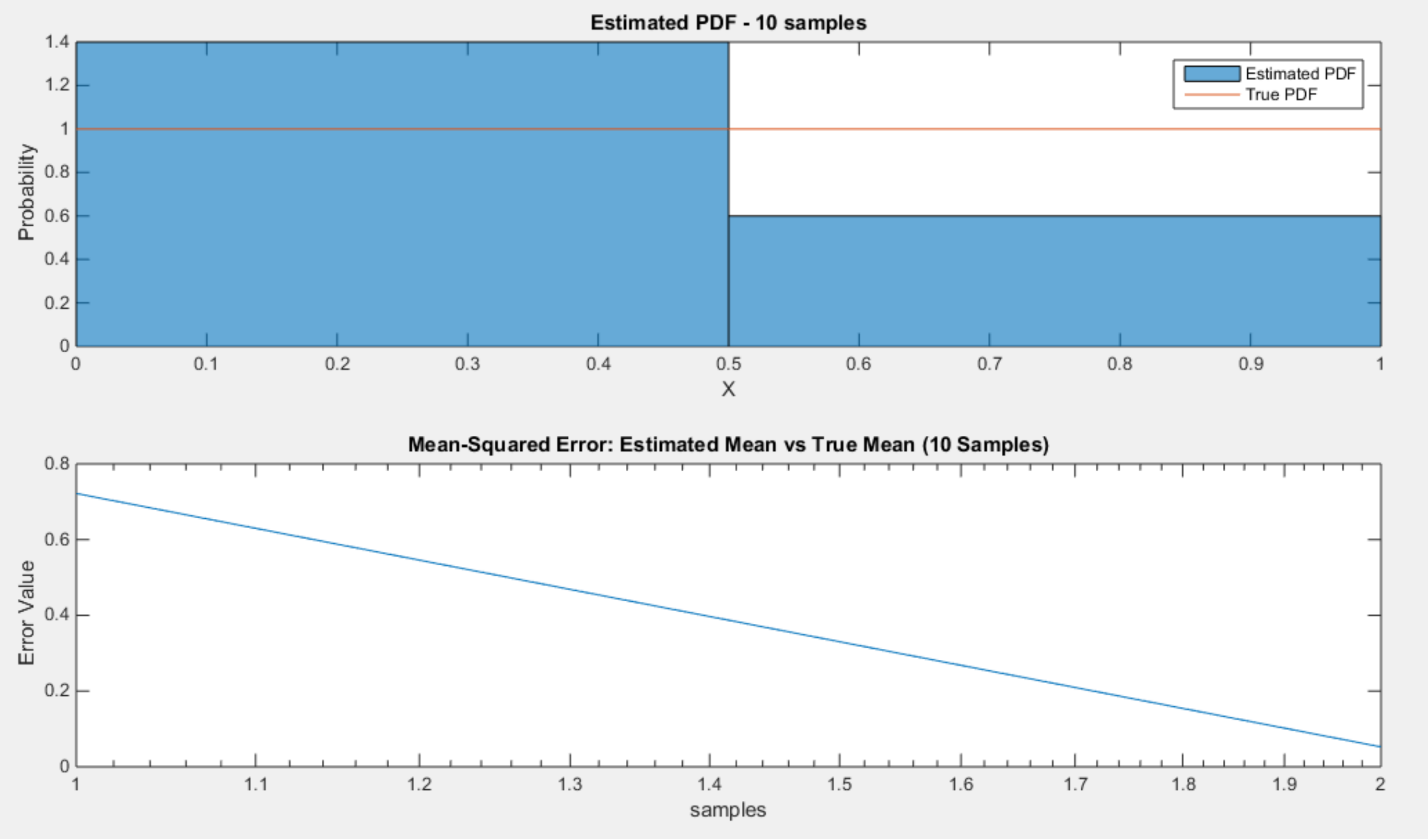 Estimated PDF - 10 samples
1.4
1.2
1
0.8
0.6
0.4
0.2
0
Probability
Estimated PDF
True PDF
0 0.1 0.2 0.3 0.4 0.5 0.6 0.7 0.8 0.9 1
X
Mean-Squared Error: Estimated Mean vs True Mean (10 Samples)
0.8
0.6
0.4
0.2
0
Error Value
1 1.1 1.2 1.3 1.4 1.5 1.6 1.7 1.8 1.9 2
samples